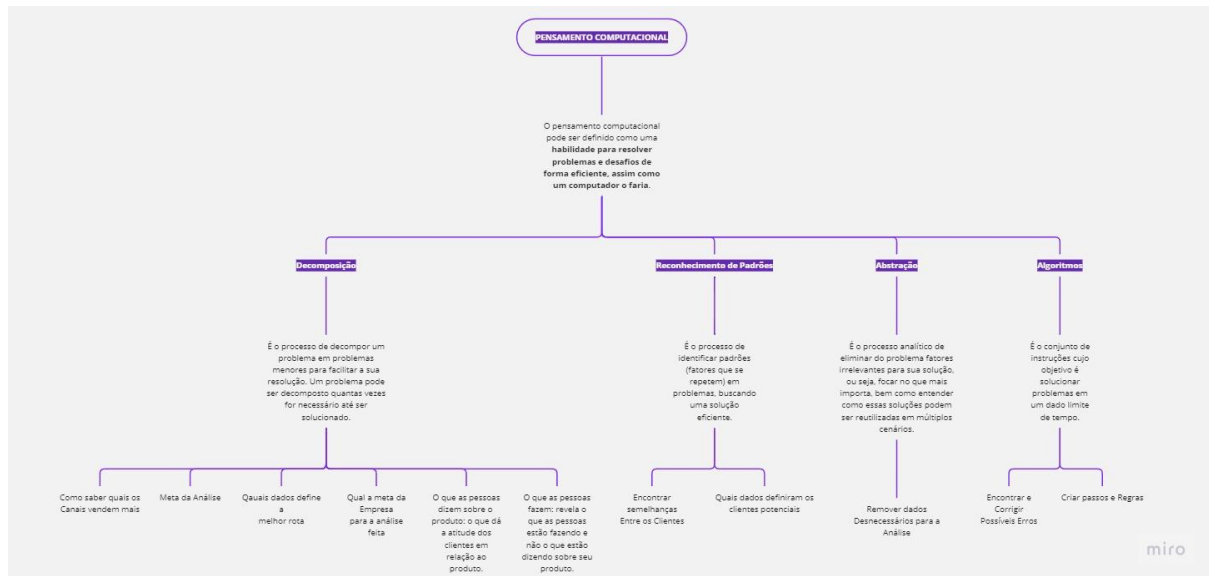 PENSAMENTO COMPUTACIONAL
O pensamento computacional
pode ser definido como uma
habilidade para resolver
problemas e desafios de
forma eficiente, assim como
um computador o faria.
Decomposição
Reconhecimento de Padrões
Abstração
Algoritmos
É o processo de decompor um
problema em problemas
menores para facilitar a sua
resolução. Um problema pode
ser decomposto quantas vezes
for necessário até ser
solucionado.
É o processo de
identificar padrões
(fatores que se
repetem) em
problemas, buscando
uma solução
eficiente.
É o processo analítico de
eliminar do problema fatores
irrelevantes para sua solução,
ou seja, focar no que mais
importa, bem como entender
como essas soluções podem
ser reutilizadas em múltiplos
cenários.
É o conjunto de
instruções cujo
objetivo é
solucionar
problemas em
um dado limite
de tempo.
Como saber quais os
Canais vendem mais
Meta da Análise
Qauais dados define
a
melhor rota
Qual a meta da
Empresa
para a análise
feita
O que as pessoas
dizem sobre o
produto: o que dá
a atitude dos
clientes em
relação ao
produto.
O que as pessoas
fazem: revela o
que as pessoas
estão fazendo e
não o que estão
dizendo sobre seu
produto.
Encontrar
semelhanças
Entre os Clientes
Quais dados definiram os
clientes potenciais
Remover dados
Desnecessários para a
Análise
Encontrar e
Corrigir
Possíveis Erros
Criar passos e Regras
miro